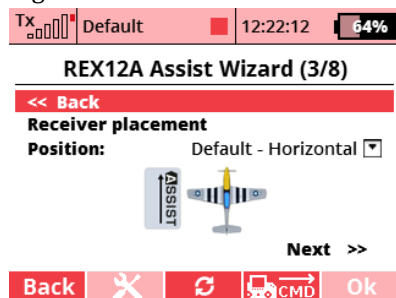 Tx Default 12:22:12 64%
REX12A Assist Wizard (3/8)
<< Back
Receiver placement
Position: Default - Horizontal
ASSIST
Next >>
Back CMD Ok